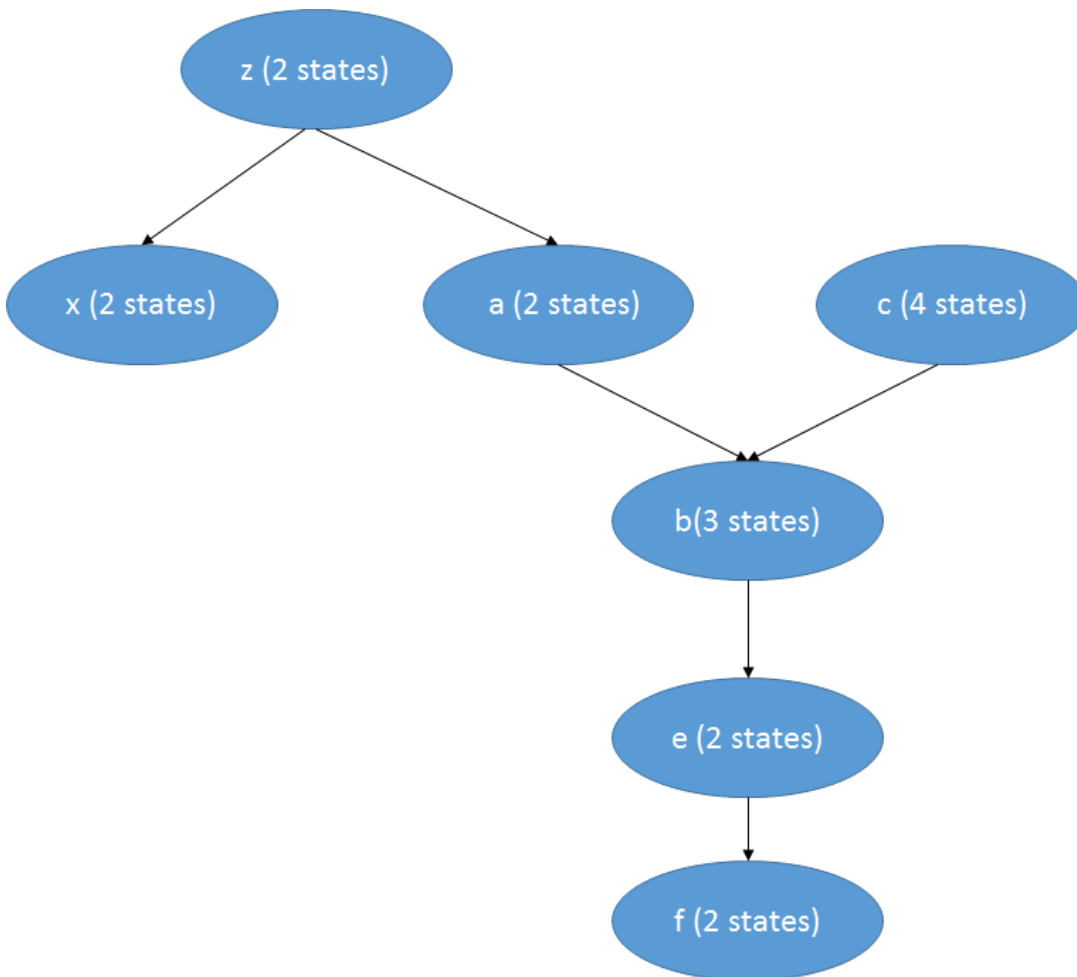 z (2 states)
x (2 states)
a (2 states)
c (4 states)
b(3 states)
e (2 states)
f (2 states)